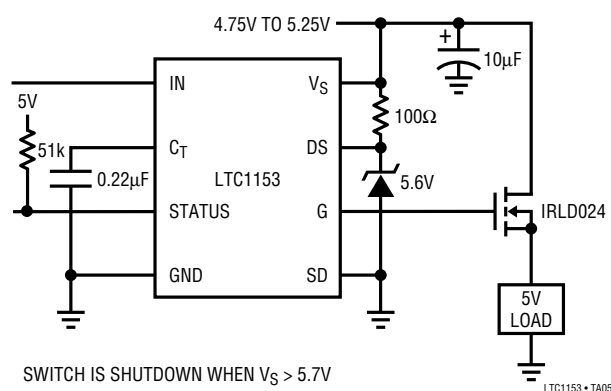 4.75V TO 5.25V
+
10µF
IN
VS
5V
100Ω
51k
CT
DS
0.22µF
LTC1153
5.6V
STATUS
G
IRLD024
GND
SD
5V
LOAD
SWITCH IS SHUTDOWN WHEN VS > 5.7V
LTC1153 • TA05